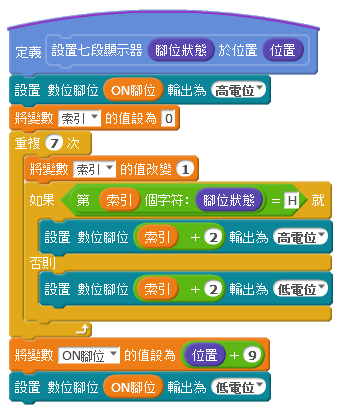 定義 設置七段顯示器 腳位狀態 於位置 位置
設置 數位腳位 ON腳位 輸出為 高電位
將變數 索引 的值設為 0
重複 7 次
將變數 索引 的值改變 1
如果 第 索引 個字符: 腳位狀態 = H 就
設置 數位腳位 索引 + 2 輸出為 高電位
否則
設置 數位腳位 索引 + 2 輸出為 低電位
將變數 ON腳位 的值設為 位置 + 9
設置 數位腳位 ON腳位 輸出為 低電位